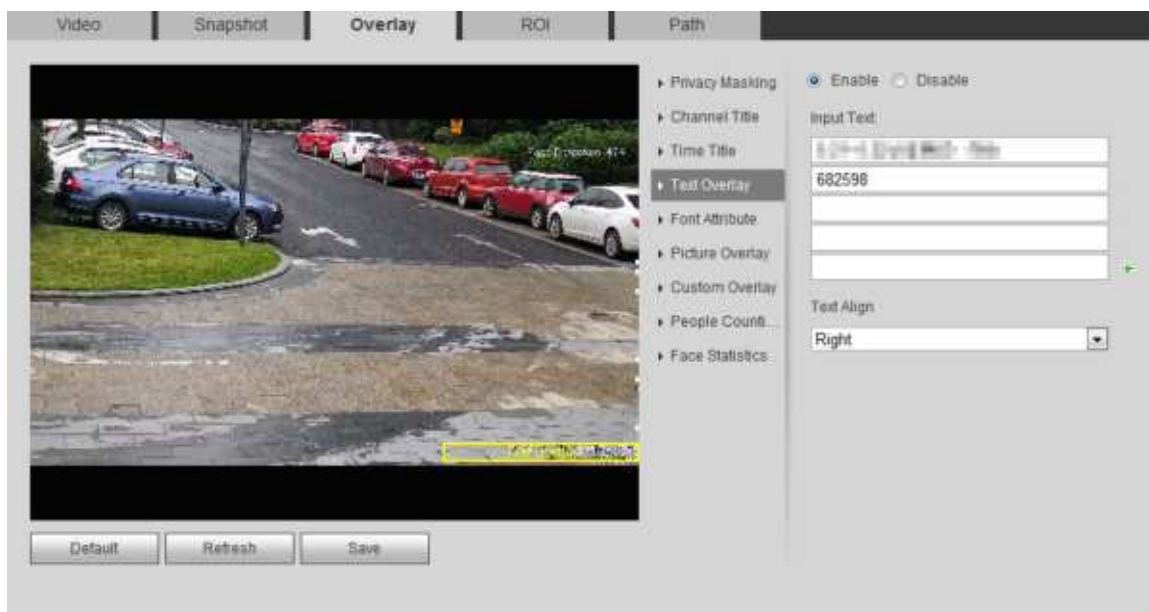 Video Snapshot Overlay ROI Path
Privacy Masking
Channel Title
Time Title
Text Overlay
Font Attribute
Picture Overlay
Custom Overlay
People Counti...
Face Statistics
Enable Disable
Input Text
682598
Text Align
Right
Default Refresh Save